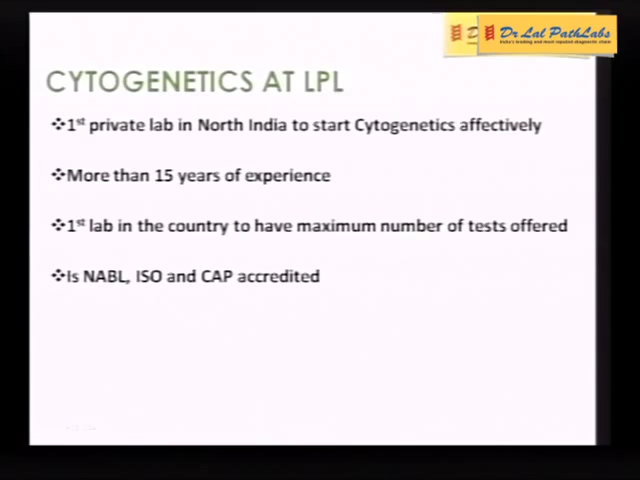 Dr Lal PathLabs
CYTOGENETICS AT LPL
❖1st private lab in North India to start Cytogenetics affectively
❖More than 15 years of experience
❖1st lab in the country to have maximum number of tests offered
❖Is NABL, ISO and CAP accredited